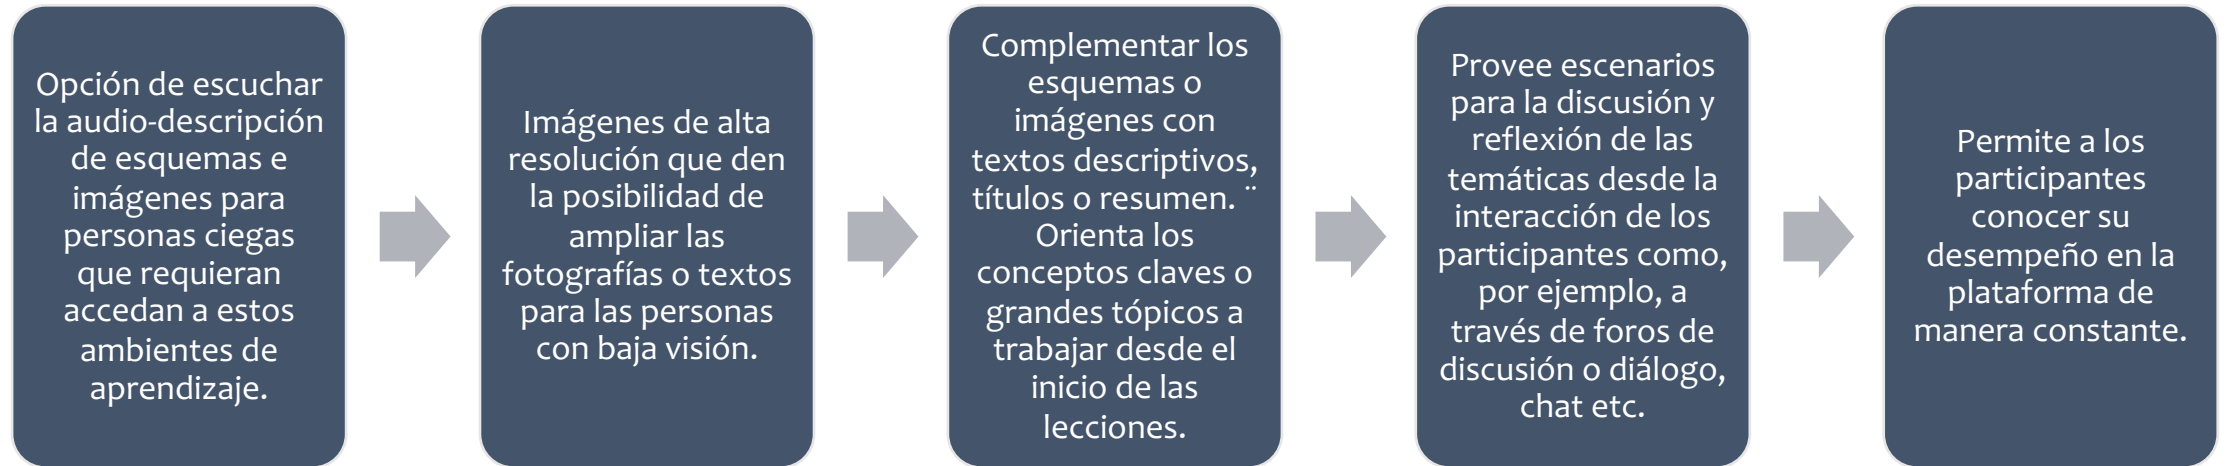 Opción de escuchar
la audio-descripción
de esquemas e
imágenes para
personas ciegas
que requieran
accedan a estos
ambientes de
aprendizaje.
Imágenes de alta
resolución que den
la posibilidad de
ampliar las
fotografías o textos
para las personas
con baja visión.
Complementar los
esquemas o
imágenes con
textos descriptivos,
títulos o resumen. ¨
Orienta los
conceptos claves o
grandes tópicos a
trabajar desde el
inicio de las
lecciones.
Provee escenarios
para la discusión y
reflexión de las
temáticas desde la
interacción de los
participantes como,
por ejemplo, a
través de foros de
discusión o diálogo,
chat etc.
Permite a los
participantes
conocer su
desempeño en la
plataforma de
manera constante.